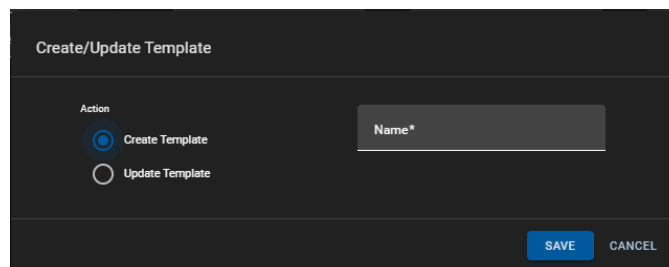 Create/Update Template
Action
Create Template
Name*
Update Template
SAVE CANCEL